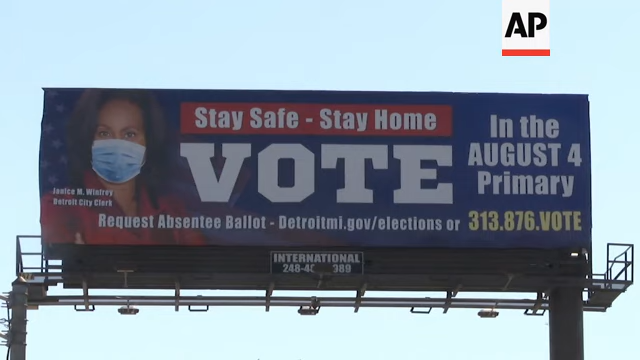 AP
Stay Safe - Stay Home
VOTE
In the
AUGUST 4
Primary
Janice M. Winfrey
Detroit City Clerk
Request Absentee Ballot - Detroitmi.gov/elections or 313.876.VOTE
INTERNATIONAL